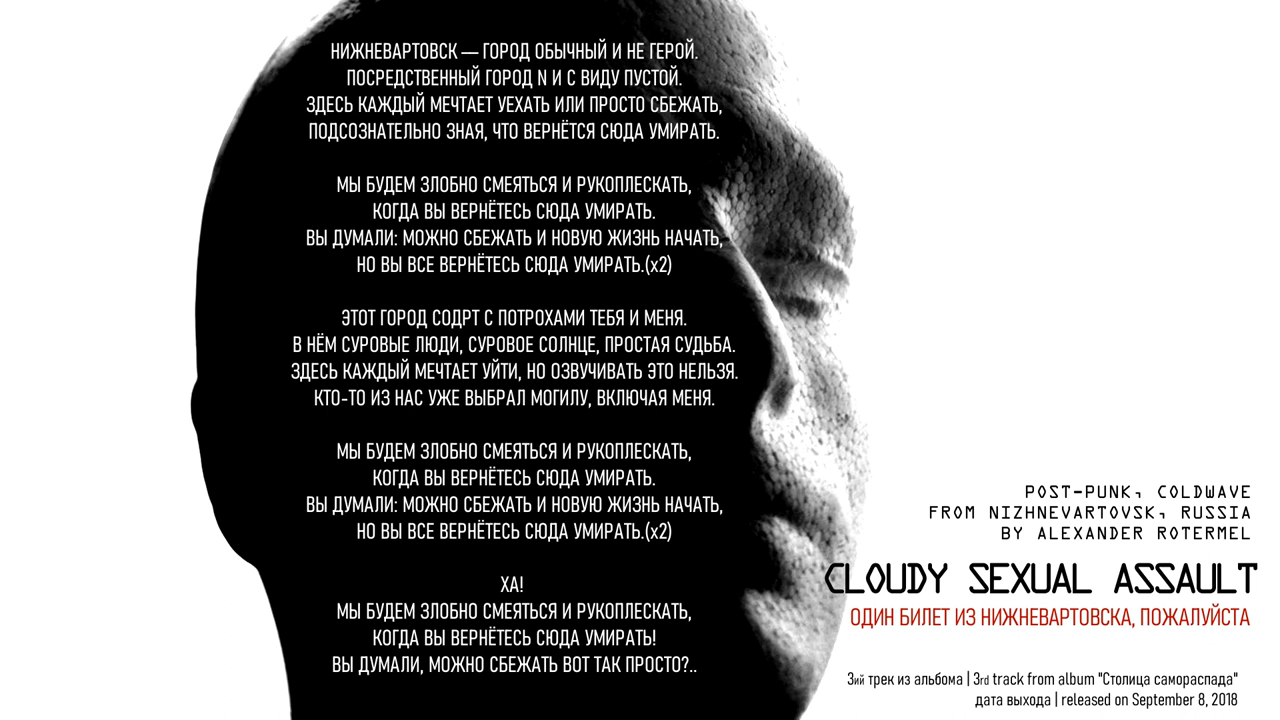 НИЖНЕВАРТОВСК — ГОРОД ОБЫЧНЫЙ И НЕ ГЕРОЙ.
ПОСРЕДСТВЕННЫЙ ГОРОД N И С ВИДУ ПУСТОЙ.
ЗДЕСЬ КАЖДЫЙ МЕЧТАЕТ УЕХАТЬ ИЛИ ПРОСТО СБЕЖАТЬ,
ПОДСОЗНАТЕЛЬНО ЗНАЯ, ЧТО ВЕРНЁТСЯ СЮДА УМИРАТЬ.
МЫ БУДЕМ ЗЛОБНО СМЕЯТЬСЯ И РУКОПЛЕСКАТЬ,
КОГДА ВЫ ВЕРНЁТЕСЬ СЮДА УМИРАТЬ.
ВЫ ДУМАЛИ: МОЖНО СБЕЖАТЬ И НОВУЮ ЖИЗНЬ НАЧАТЬ,
НО ВЫ ВСЕ ВЕРНЁТЕСЬ СЮДА УМИРАТЬ.(x2)
ЭТОТ ГОРОД СОДРТ С ПОТРОХАМИ ТЕБЯ И МЕНЯ.
В НЁМ СУРОВЫЕ ЛЮДИ, СУРОВОЕ СОЛНЦЕ, ПРОСТАЯ СУДЬБА.
ЗДЕСЬ КАЖДЫЙ МЕЧТАЕТ УЙТИ, НО ОЗВУЧИВАТЬ ЭТО НЕЛЬЗЯ.
КТО-ТО ИЗ НАС УЖЕ ВЫБРАЛ МОГИЛУ, ВКЛЮЧАЯ МЕНЯ.
МЫ БУДЕМ ЗЛОБНО СМЕЯТЬСЯ И РУКОПЛЕСКАТЬ,
КОГДА ВЫ ВЕРНЁТЕСЬ СЮДА УМИРАТЬ.
ВЫ ДУМАЛИ: МОЖНО СБЕЖАТЬ И НОВУЮ ЖИЗНЬ НАЧАТЬ,
НО ВЫ ВСЕ ВЕРНЁТЕСЬ СЮДА УМИРАТЬ.(x2)
ХА!
МЫ БУДЕМ ЗЛОБНО СМЕЯТЬСЯ И РУКОПЛЕСКАТЬ,
КОГДА ВЫ ВЕРНЁТЕСЬ СЮДА УМИРАТЬ!
ВЫ ДУМАЛИ, МОЖНО СБЕЖАТЬ ВОТ ТАК ПРОСТО?..
POST-PUNK, COLDWAVE
FROM NIZHNEVARTOVSK, RUSSIA
BY ALEXANDER ROTERMEL
CLOUDY SEXUAL ASSAULT
ОДИН БИЛЕТ ИЗ НИЖНЕВАРТОВСКА, ПОЖАЛУЙСТА
3ий трек из альбома | 3rd track from album "Столица самораспада"
дата выхода | released on September 8, 2018